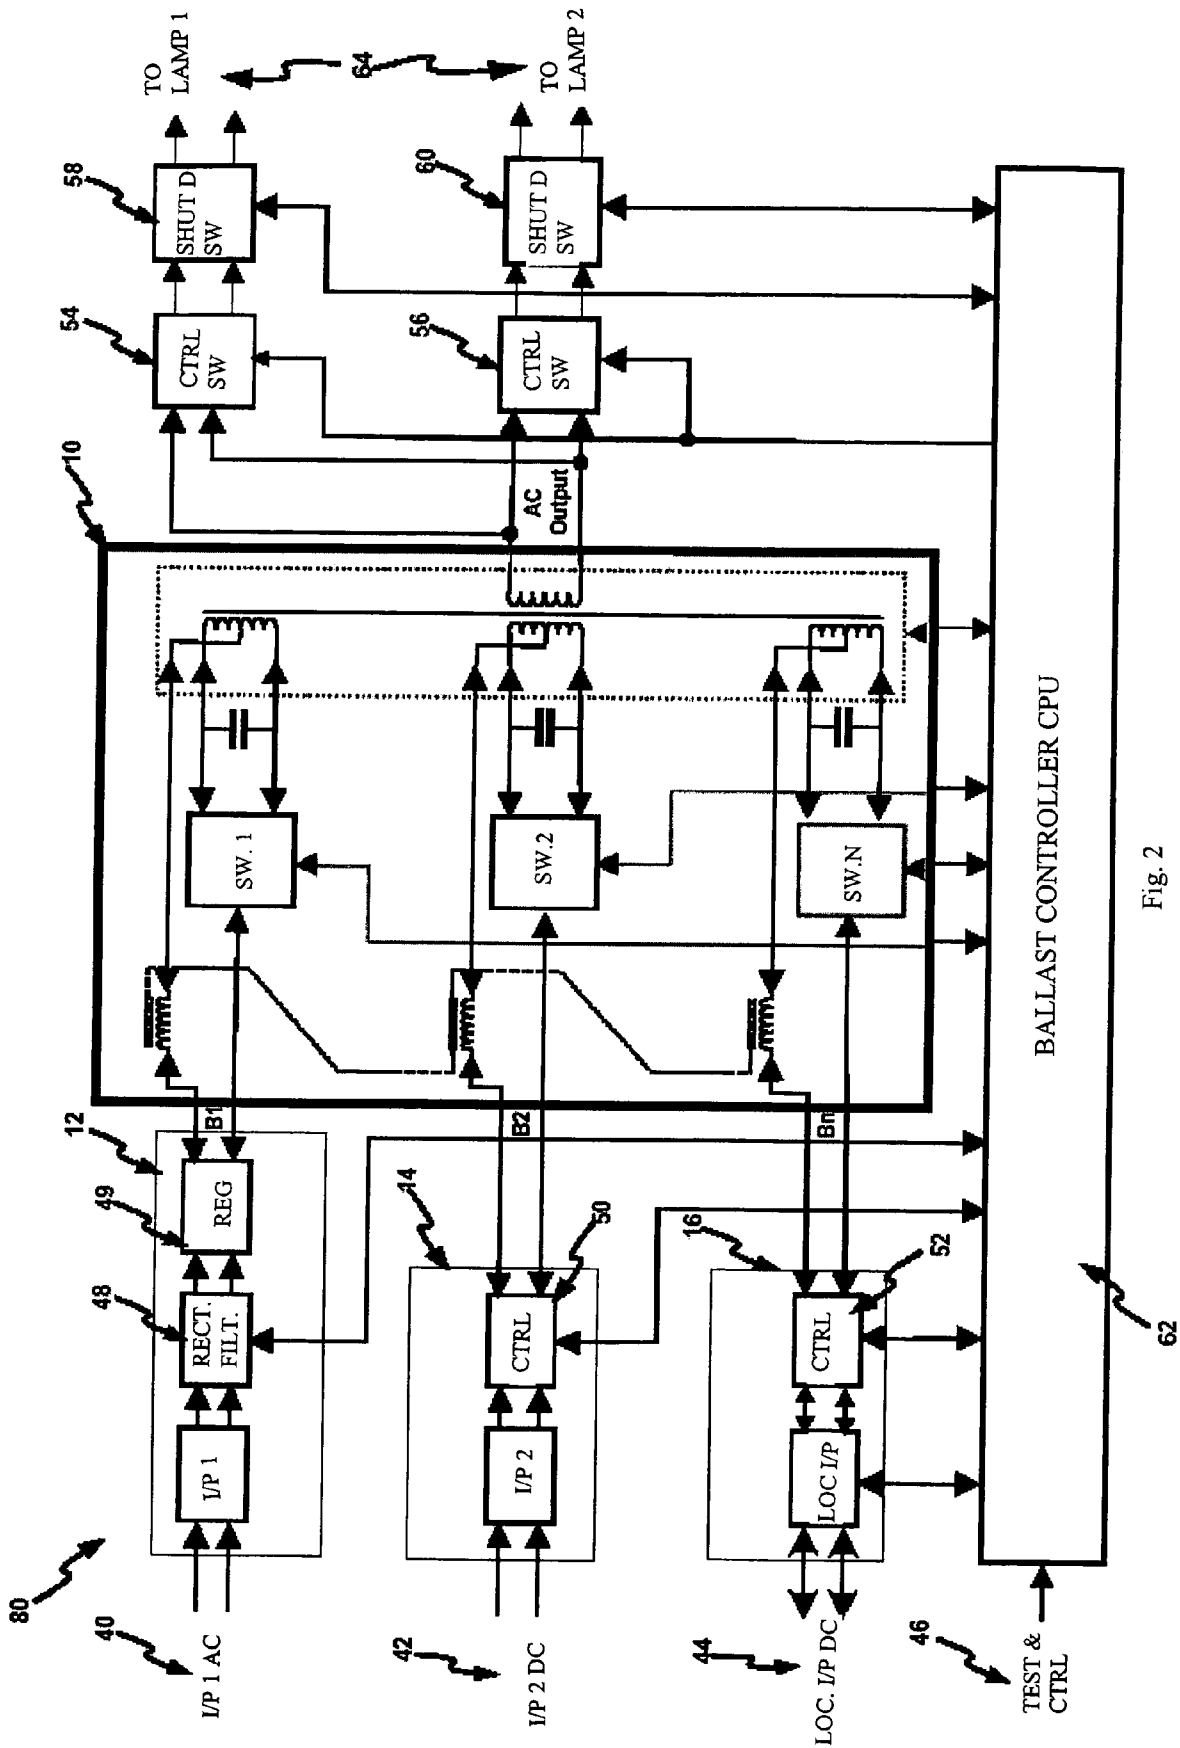 80
40
I/P 1 AC
I/P 1
48
RECT.
FILT.
49
REG
12
B1
SW. 1
10
54
CTRL
SW
58
SHUT D
SW
TO
LAMP 1
64
42
I/P 2 DC
I/P 2
CTRL
50
14
B2
SW.2
AC
Output
56
CTRL
SW
60
SHUT D
SW
TO
LAMP 2
44
LOC. I/P DC
LOC I/P
CTRL
52
16
Bn
SW.N
46
TEST &
CTRL
62
BALLAST CONTROLLER CPU
Fig. 2